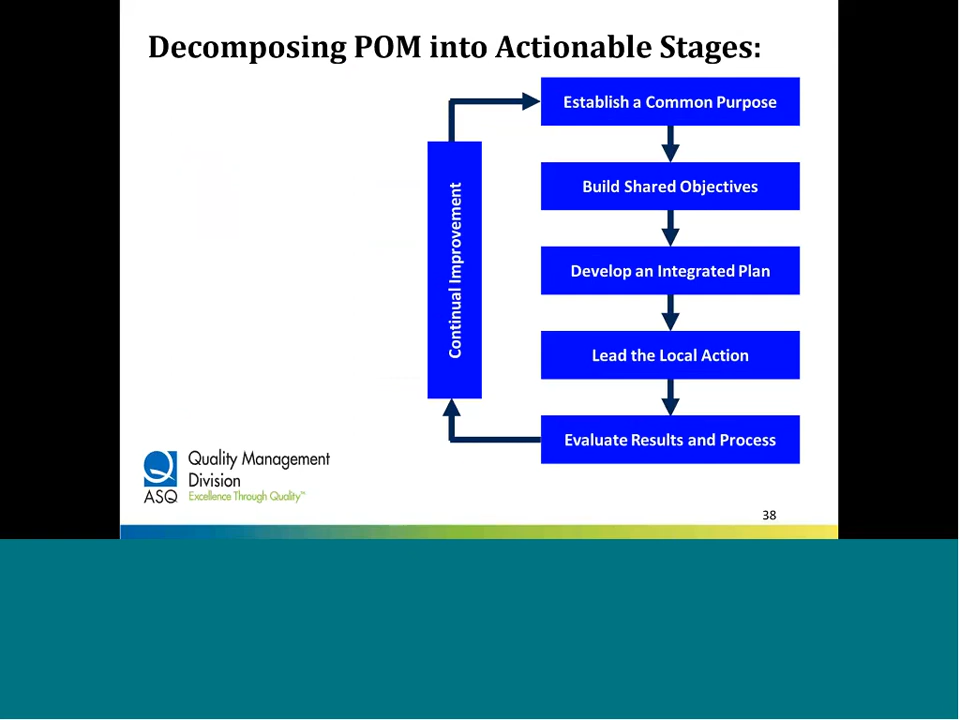 Decomposing POM into Actionable Stages:
Establish a Common Purpose
Build Shared Objectives
Develop an Integrated Plan
Lead the Local Action
Evaluate Results and Process
Continual Improvement
Quality Management
Division
ASQ Excellence Through Quality™
38